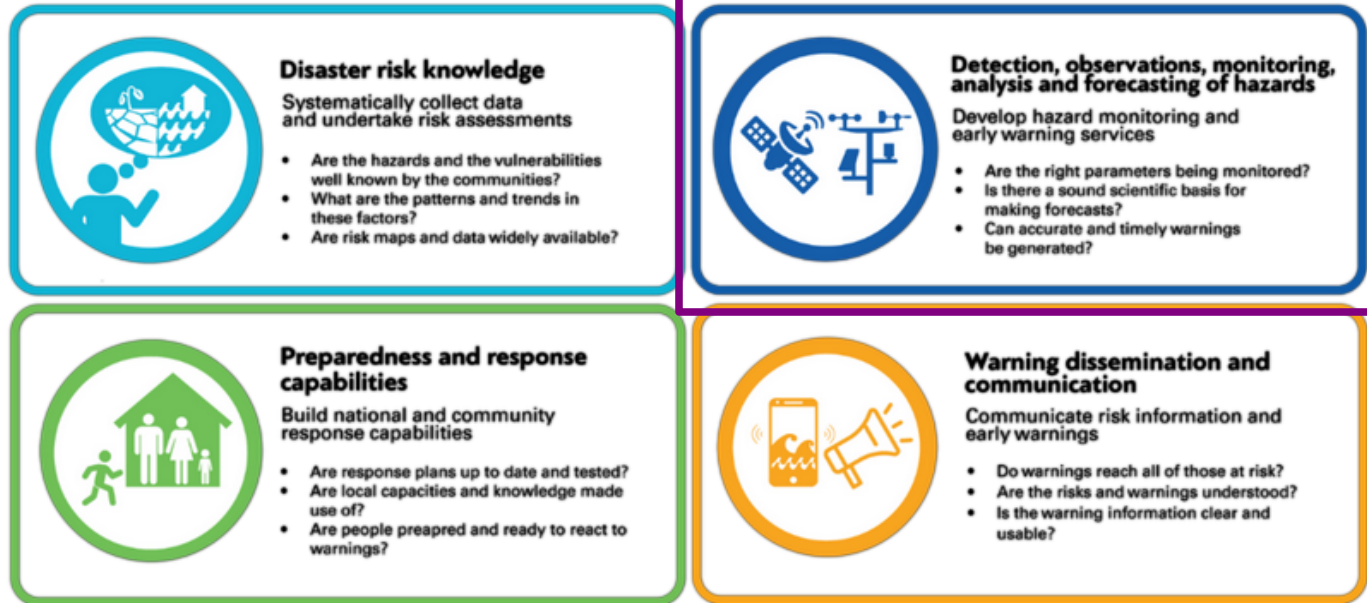 Disaster risk knowledge
Systematically collect data
and undertake risk assessments
• Are the hazards and the vulnerabilities
well known by the communities?
• What are the patterns and trends in
these factors?
• Are risk maps and data widely available?
Detection, observations, monitoring,
analysis and forecasting of hazards
Develop hazard monitoring and
early warning services
• Are the right parameters being monitored?
• Is there a sound scientific basis for
making forecasts?
• Can accurate and timely warnings
be generated?
Preparedness and response
capabilities
Build national and community
response capabilities
• Are response plans up to date and tested?
• Are local capacities and knowledge made
use of?
• Are people preapred and ready to react to
warnings?
Warning dissemination and
communication
Communicate risk information and
early warnings
• Do warnings reach all of those at risk?
• Are the risks and warnings understood?
• Is the warning information clear and
usable?